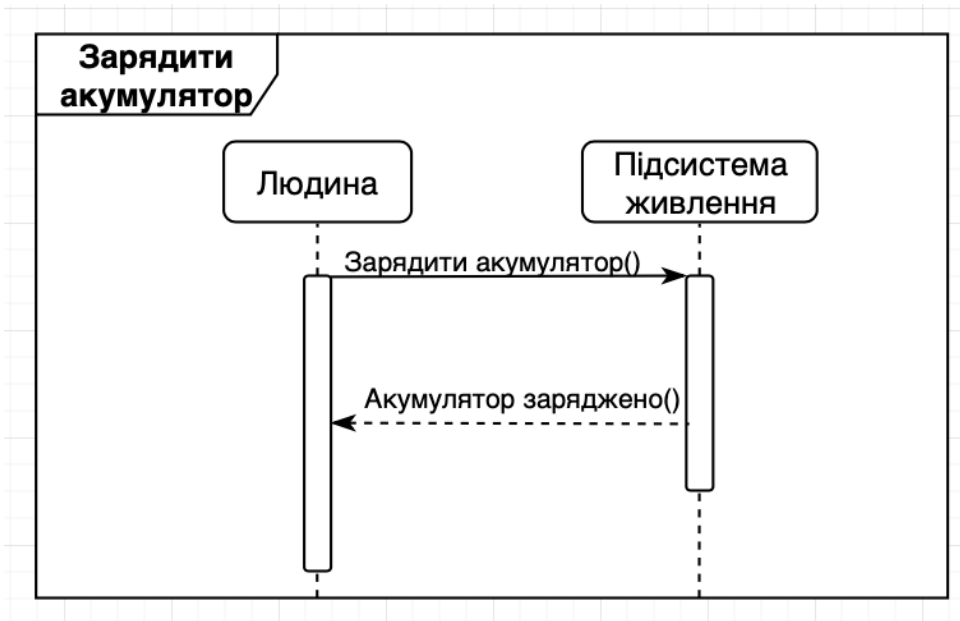 Зарядити
акумулятор
Людина
Підсистема
живлення
Зарядити акумулятор()
Акумулятор заряджено()